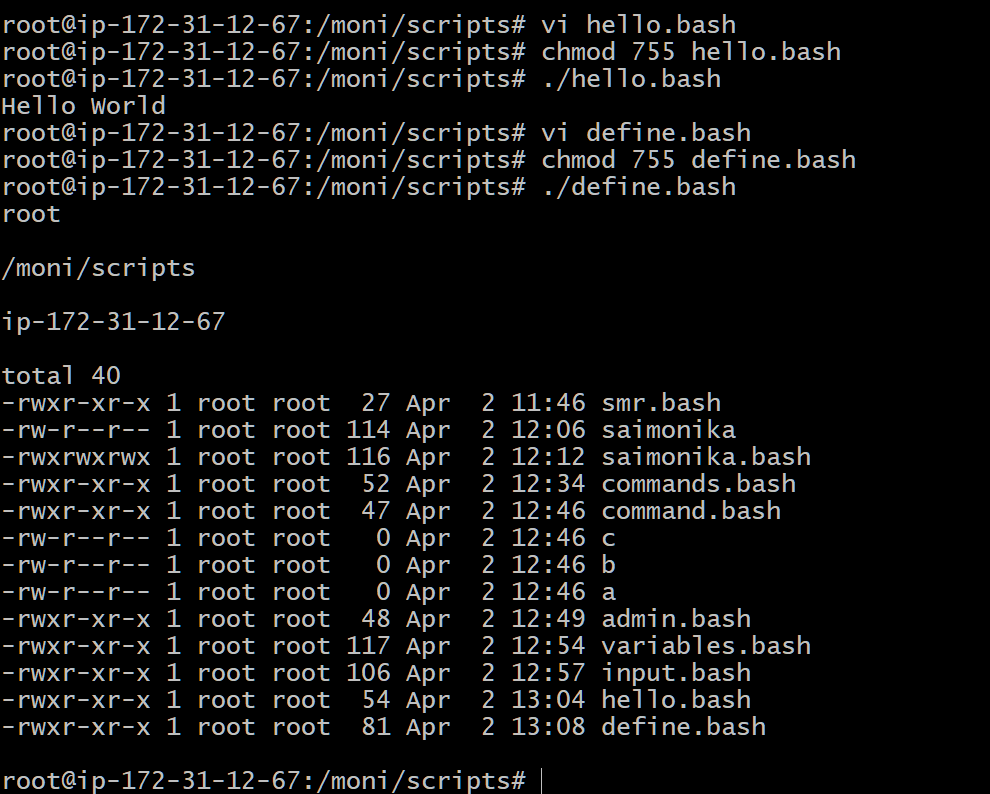 root@ip-172-31-12-67:/moni/scripts# vi hello.bash
root@ip-172-31-12-67:/moni/scripts# chmod 755 hello.bash
root@ip-172-31-12-67:/moni/scripts# ./hello.bash
Hello World
root@ip-172-31-12-67:/moni/scripts# vi define.bash
root@ip-172-31-12-67:/moni/scripts# chmod 755 define.bash
root@ip-172-31-12-67:/moni/scripts# ./define.bash
root

/moni/scripts

ip-172-31-12-67

total 40
-rwxr-xr-x 1 root root  27 Apr  2 11:46 smr.bash
-rw-r--r-- 1 root root 114 Apr  2 12:06 saimonika
-rwxrwxrwx 1 root root 116 Apr  2 12:12 saimonika.bash
-rwxr-xr-x 1 root root  52 Apr  2 12:34 commands.bash
-rwxr-xr-x 1 root root  47 Apr  2 12:46 command.bash
-rw-r--r-- 1 root root   0 Apr  2 12:46 c
-rw-r--r-- 1 root root   0 Apr  2 12:46 b
-rw-r--r-- 1 root root   0 Apr  2 12:46 a
-rwxr-xr-x 1 root root  48 Apr  2 12:49 admin.bash
-rwxr-xr-x 1 root root 117 Apr  2 12:54 variables.bash
-rwxr-xr-x 1 root root 106 Apr  2 12:57 input.bash
-rwxr-xr-x 1 root root  54 Apr  2 13:04 hello.bash
-rwxr-xr-x 1 root root  81 Apr  2 13:08 define.bash

root@ip-172-31-12-67:/moni/scripts#